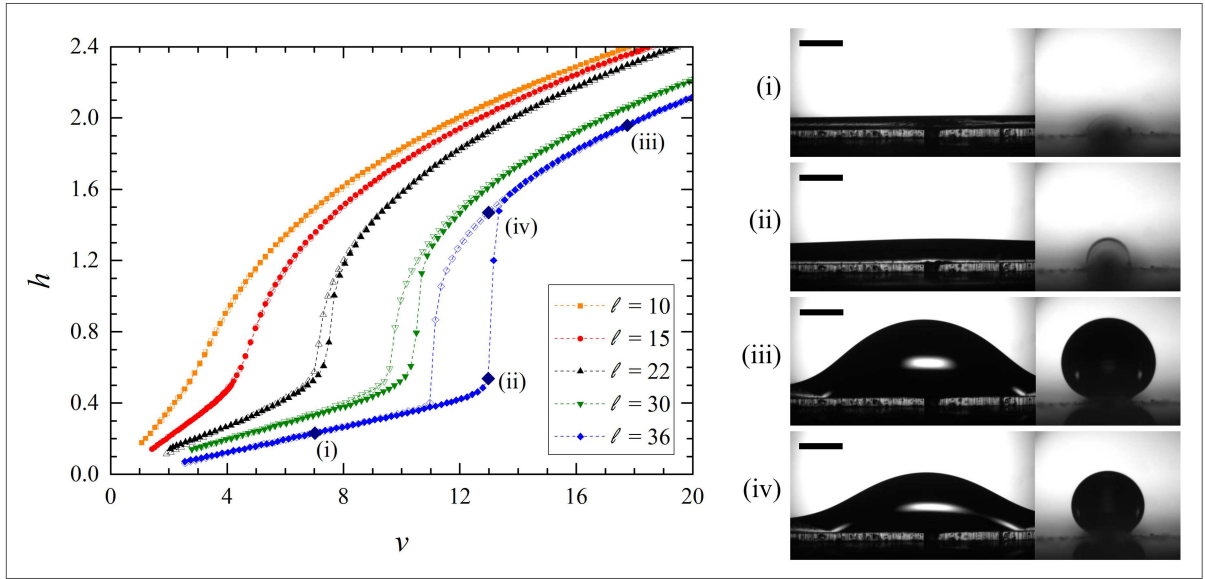 2.4
2.0
1.6
1.2
0.8
0.4
0.0
0 4 8 12 16 20
h
v
(i)
(ii)
(iii)
(iv)
ℓ = 10
ℓ = 15
ℓ = 22
ℓ = 30
ℓ = 36
(i)
(ii)
(iii)
(iv)